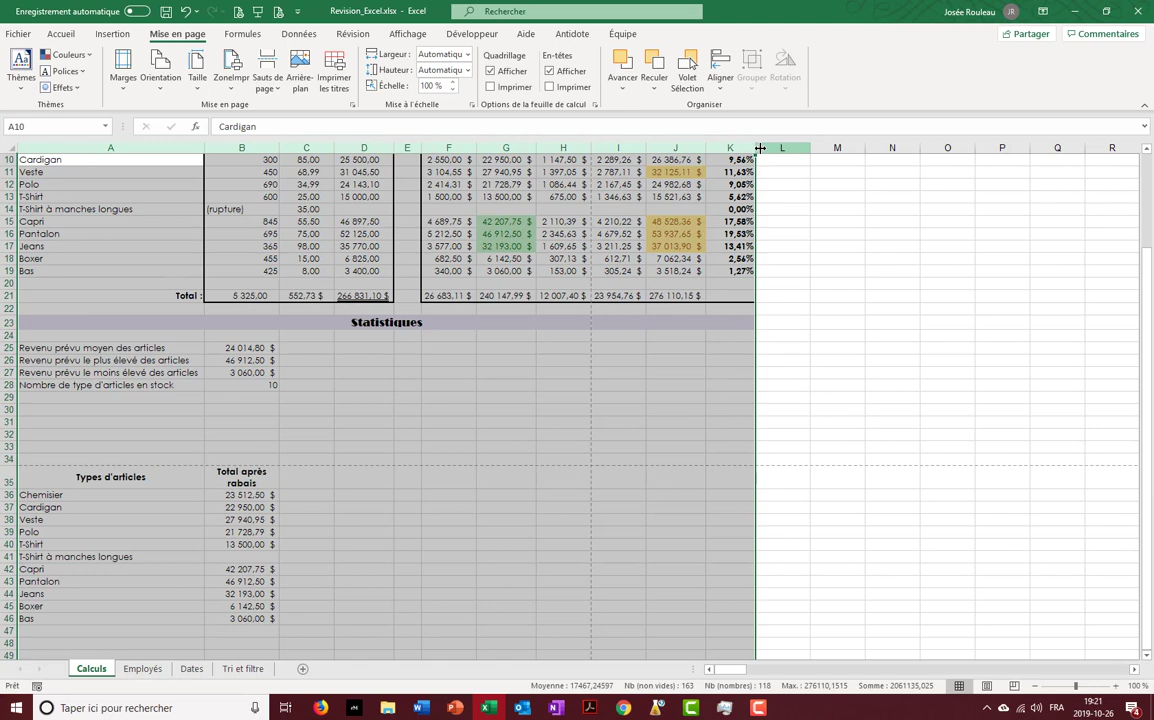 Enregistrement automatique
Revision_Excel.xlsx - Excel
Rechercher
Josée Rouleau
JR
Fichier Accueil Insertion Mise en page Formules Données Révision Affichage Développeur Aide Antidote Équipe
Partager Commentaires
Thèmes Couleurs Polices Effets
Marges Orientation Taille ZoneImpr Sauts de page Arrière-plan Imprimer les titres
Largeur : Automatiqu
Hauteur : Automatiqu
Échelle : 100 %
Quadrillage Afficher Imprimer
En-têtes Afficher Imprimer
Avancer Reculer Volet Sélection Aligner Grouper Rotation
Thèmes Mise en page Mise à l'échelle Options de la feuille de calcul Organiser
A10 fx Cardigan
A B C D E F G H I J K L M N O P Q R
10 Cardigan 300 85,00 25 500,00 2 550,00 $ 22 950,00 $ 1 147,50 $ 2 289,26 $ 26 386,76 $ 9,56%
11 Veste 450 68,99 31 045,50 3 104,55 $ 27 940,95 $ 1 397,05 $ 2 787,11 $ 32 125,11 $ 11,63%
12 Polo 690 34,99 24 143,10 2 414,31 $ 21 728,79 $ 1 086,44 $ 2 167,45 $ 24 982,68 $ 9,05%
13 T-Shirt 600 25,00 15 000,00 1 500,00 $ 13 500,00 $ 675,00 $ 1 346,63 $ 15 521,63 $ 5,62%
14 T-Shirt à manches longues (rupture) 35,00 0,00%
15 Capri 845 55,50 46 897,50 4 689,75 $ 42 207,75 $ 2 110,39 $ 4 210,22 $ 48 528,36 $ 17,58%
16 Pantalon 695 75,00 52 125,00 5 212,50 $ 46 912,50 $ 2 345,63 $ 4 679,52 $ 53 937,65 $ 19,53%
17 Jeans 365 98,00 35 770,00 3 577,00 $ 32 193,00 $ 1 609,65 $ 3 211,25 $ 37 013,90 $ 13,41%
18 Boxer 455 15,00 6 825,00 682,50 $ 6 142,50 $ 307,13 $ 612,71 $ 7 062,34 $ 2,56%
19 Bas 425 8,00 3 400,00 340,00 $ 3 060,00 $ 153,00 $ 305,24 $ 3 518,24 $ 1,27%
20
21 Total : 5 325,00 552,73 $ 266 831,10 $ 26 683,11 $ 240 147,99 $ 12 007,40 $ 23 954,76 $ 276 110,15 $
22
23 Statistiques
24
25 Revenu prévu moyen des articles 24 014,80 $
26 Revenu prévu le plus élevé des articles 46 912,50 $
27 Revenu prévu le moins élevé des articles 3 060,00 $
28 Nombre de type d'articles en stock 10
29
30
31
32
33
34
35 Types d'articles Total après rabais
36 Chemisier 23 512,50 $
37 Cardigan 22 950,00 $
38 Veste 27 940,95 $
39 Polo 21 728,79 $
40 T-Shirt 13 500,00 $
41 T-Shirt à manches longues
42 Capri 42 207,75 $
43 Pantalon 46 912,50 $
44 Jeans 32 193,00 $
45 Boxer 6 142,50 $
46 Bas 3 060,00 $
47
48
49
Calculs Employés Dates Tri et filtre
Prêt Moyenne : 17467,24597 Nb (non vides) : 163 Nb (nombres) : 118 Max. : 276110,1515 Somme : 2061135,025 100 %
Taper ici pour rechercher
FRA
19:21
2019-10-26
4